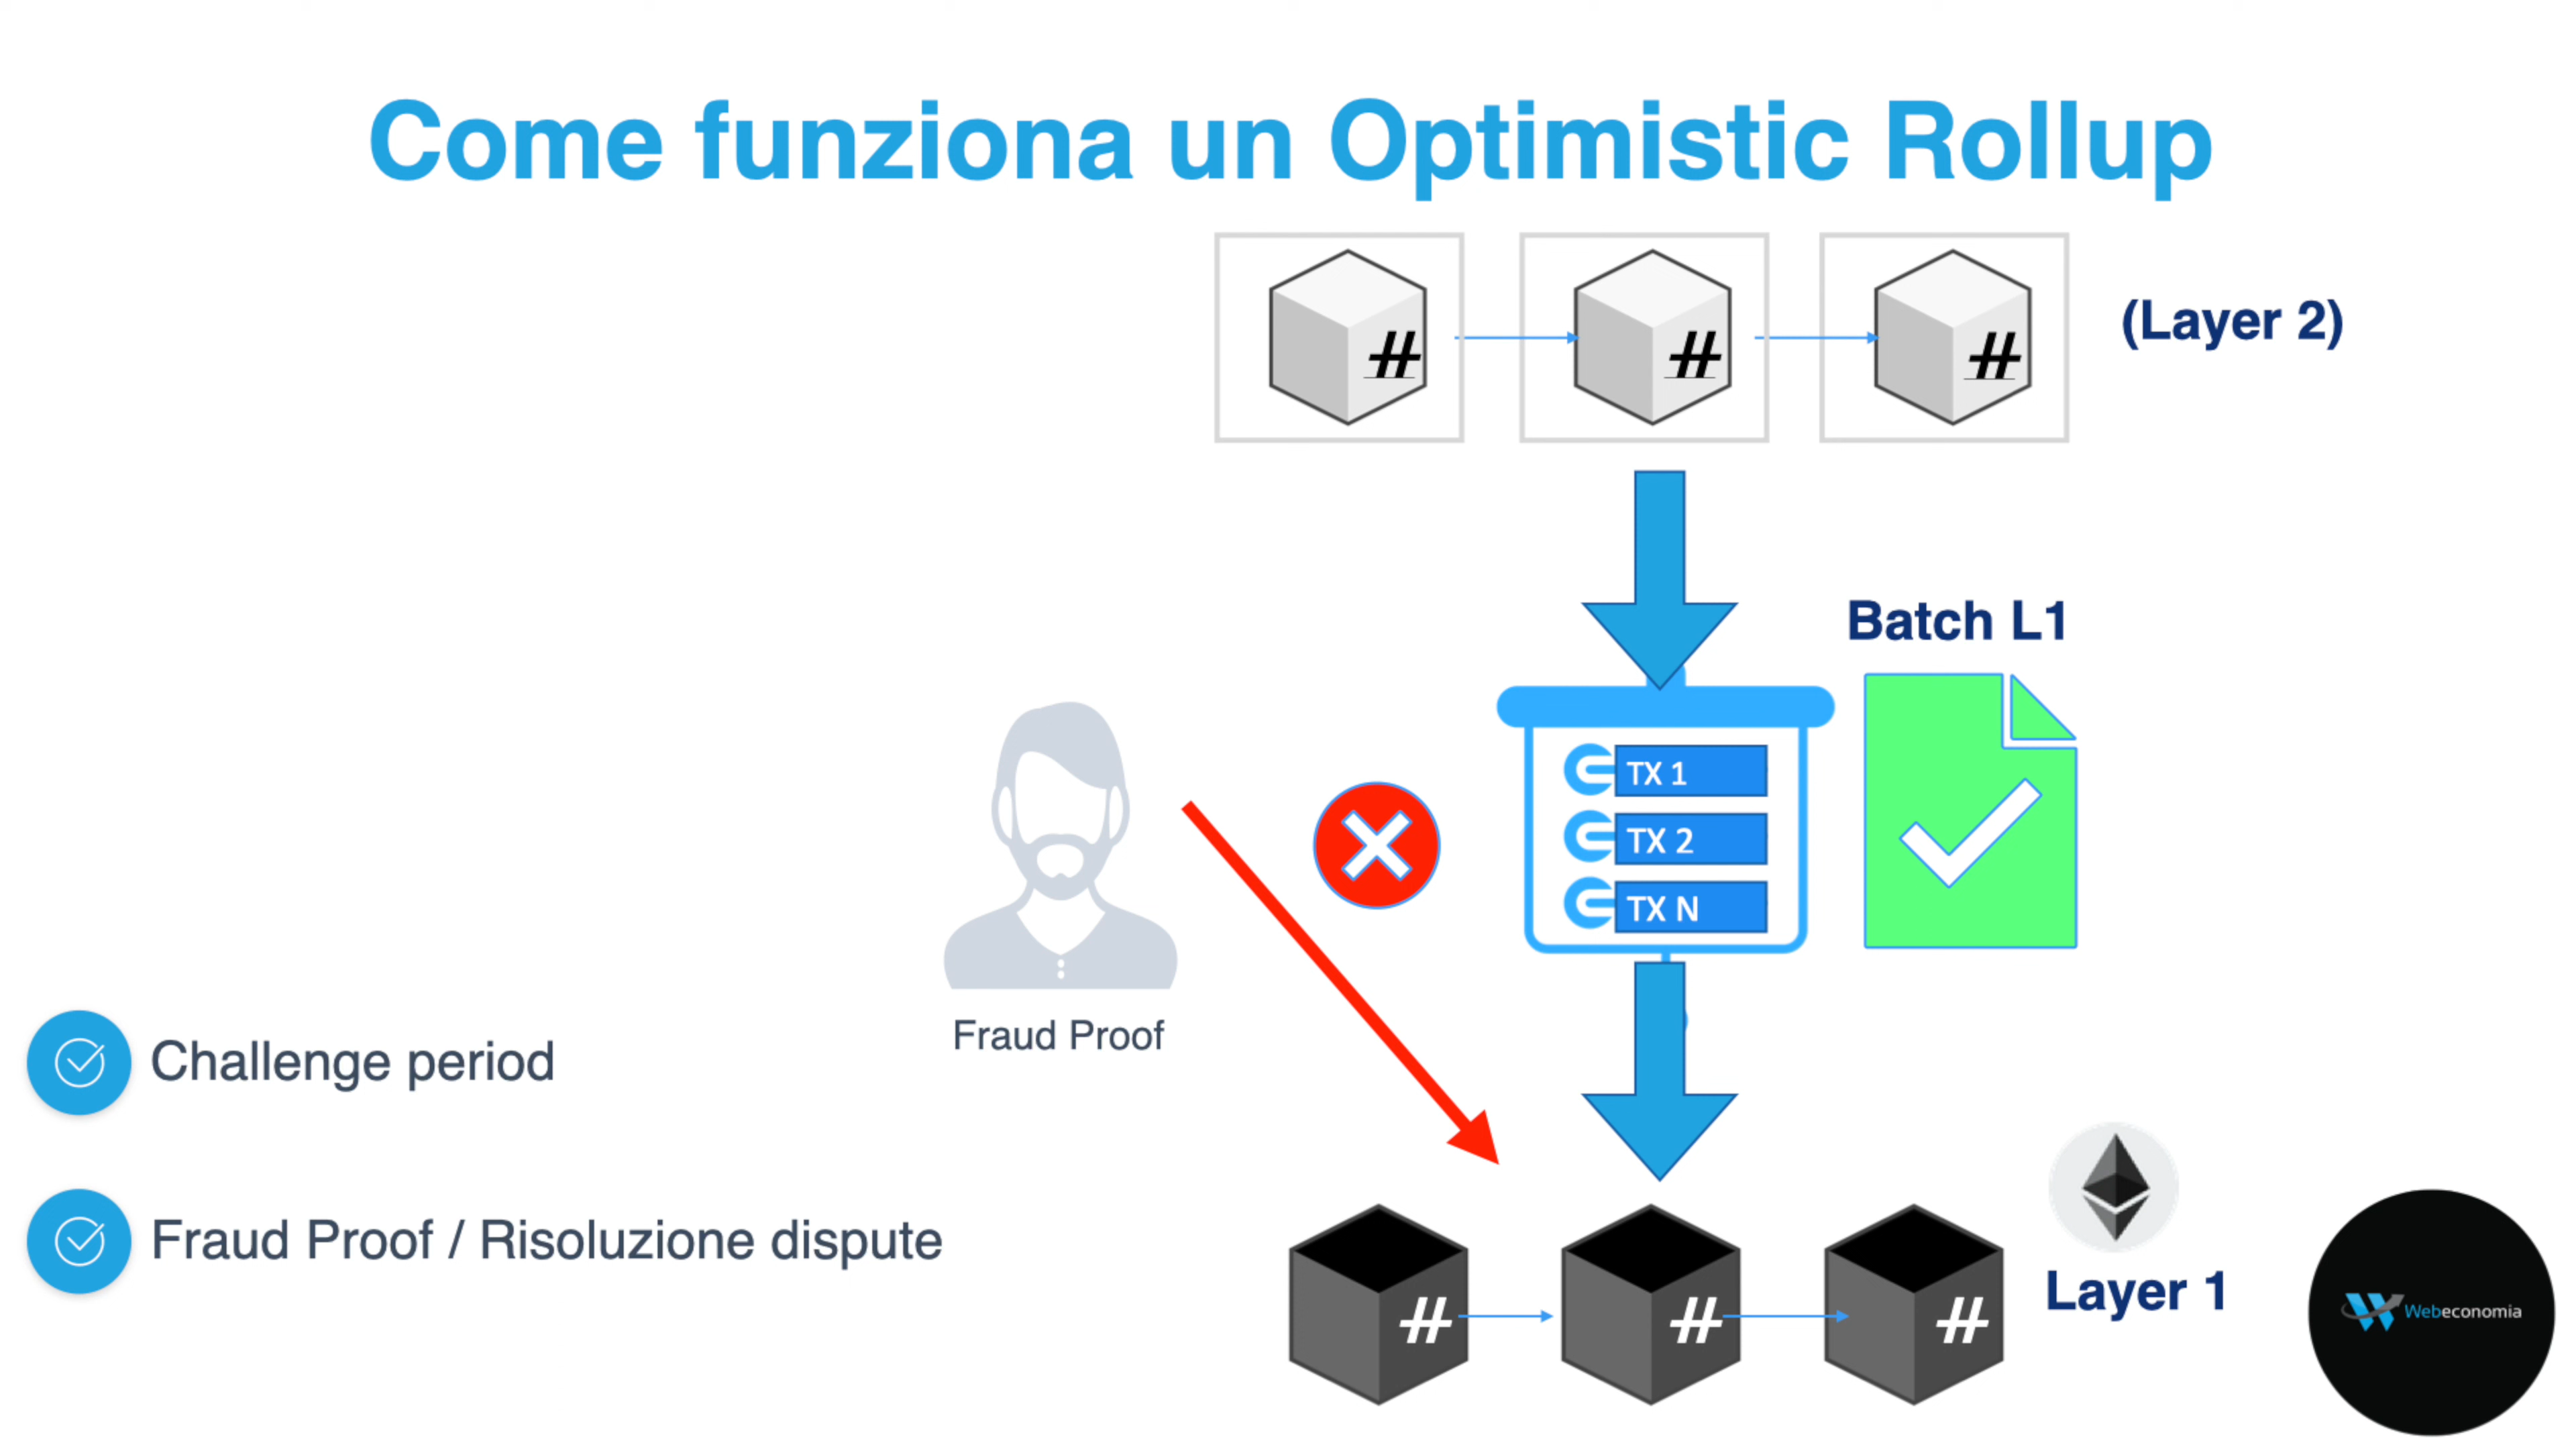 Come funziona un Optimistic Rollup
#
#
#
(Layer 2)
Batch L1
TX 1
TX 2
TX N
Fraud Proof
Challenge period
Fraud Proof / Risoluzione dispute
#
#
#
Layer 1
Webeconomia